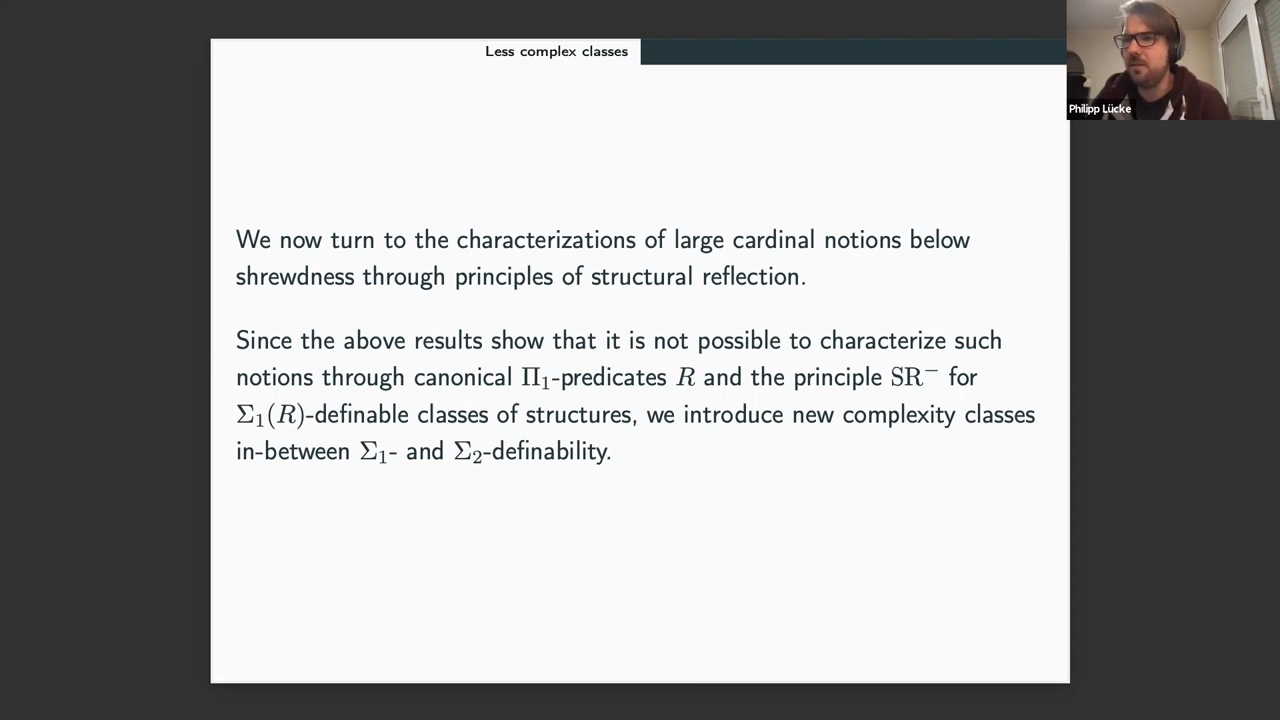 Less complex classes
Philipp Lücke
We now turn to the characterizations of large cardinal notions below
shrewdness through principles of structural reflection.
Since the above results show that it is not possible to characterize such
notions through canonical Π₁-predicates R and the principle SR⁻ for
Σ₁(R)-definable classes of structures, we introduce new complexity classes
in-between Σ₁- and Σ₂-definability.